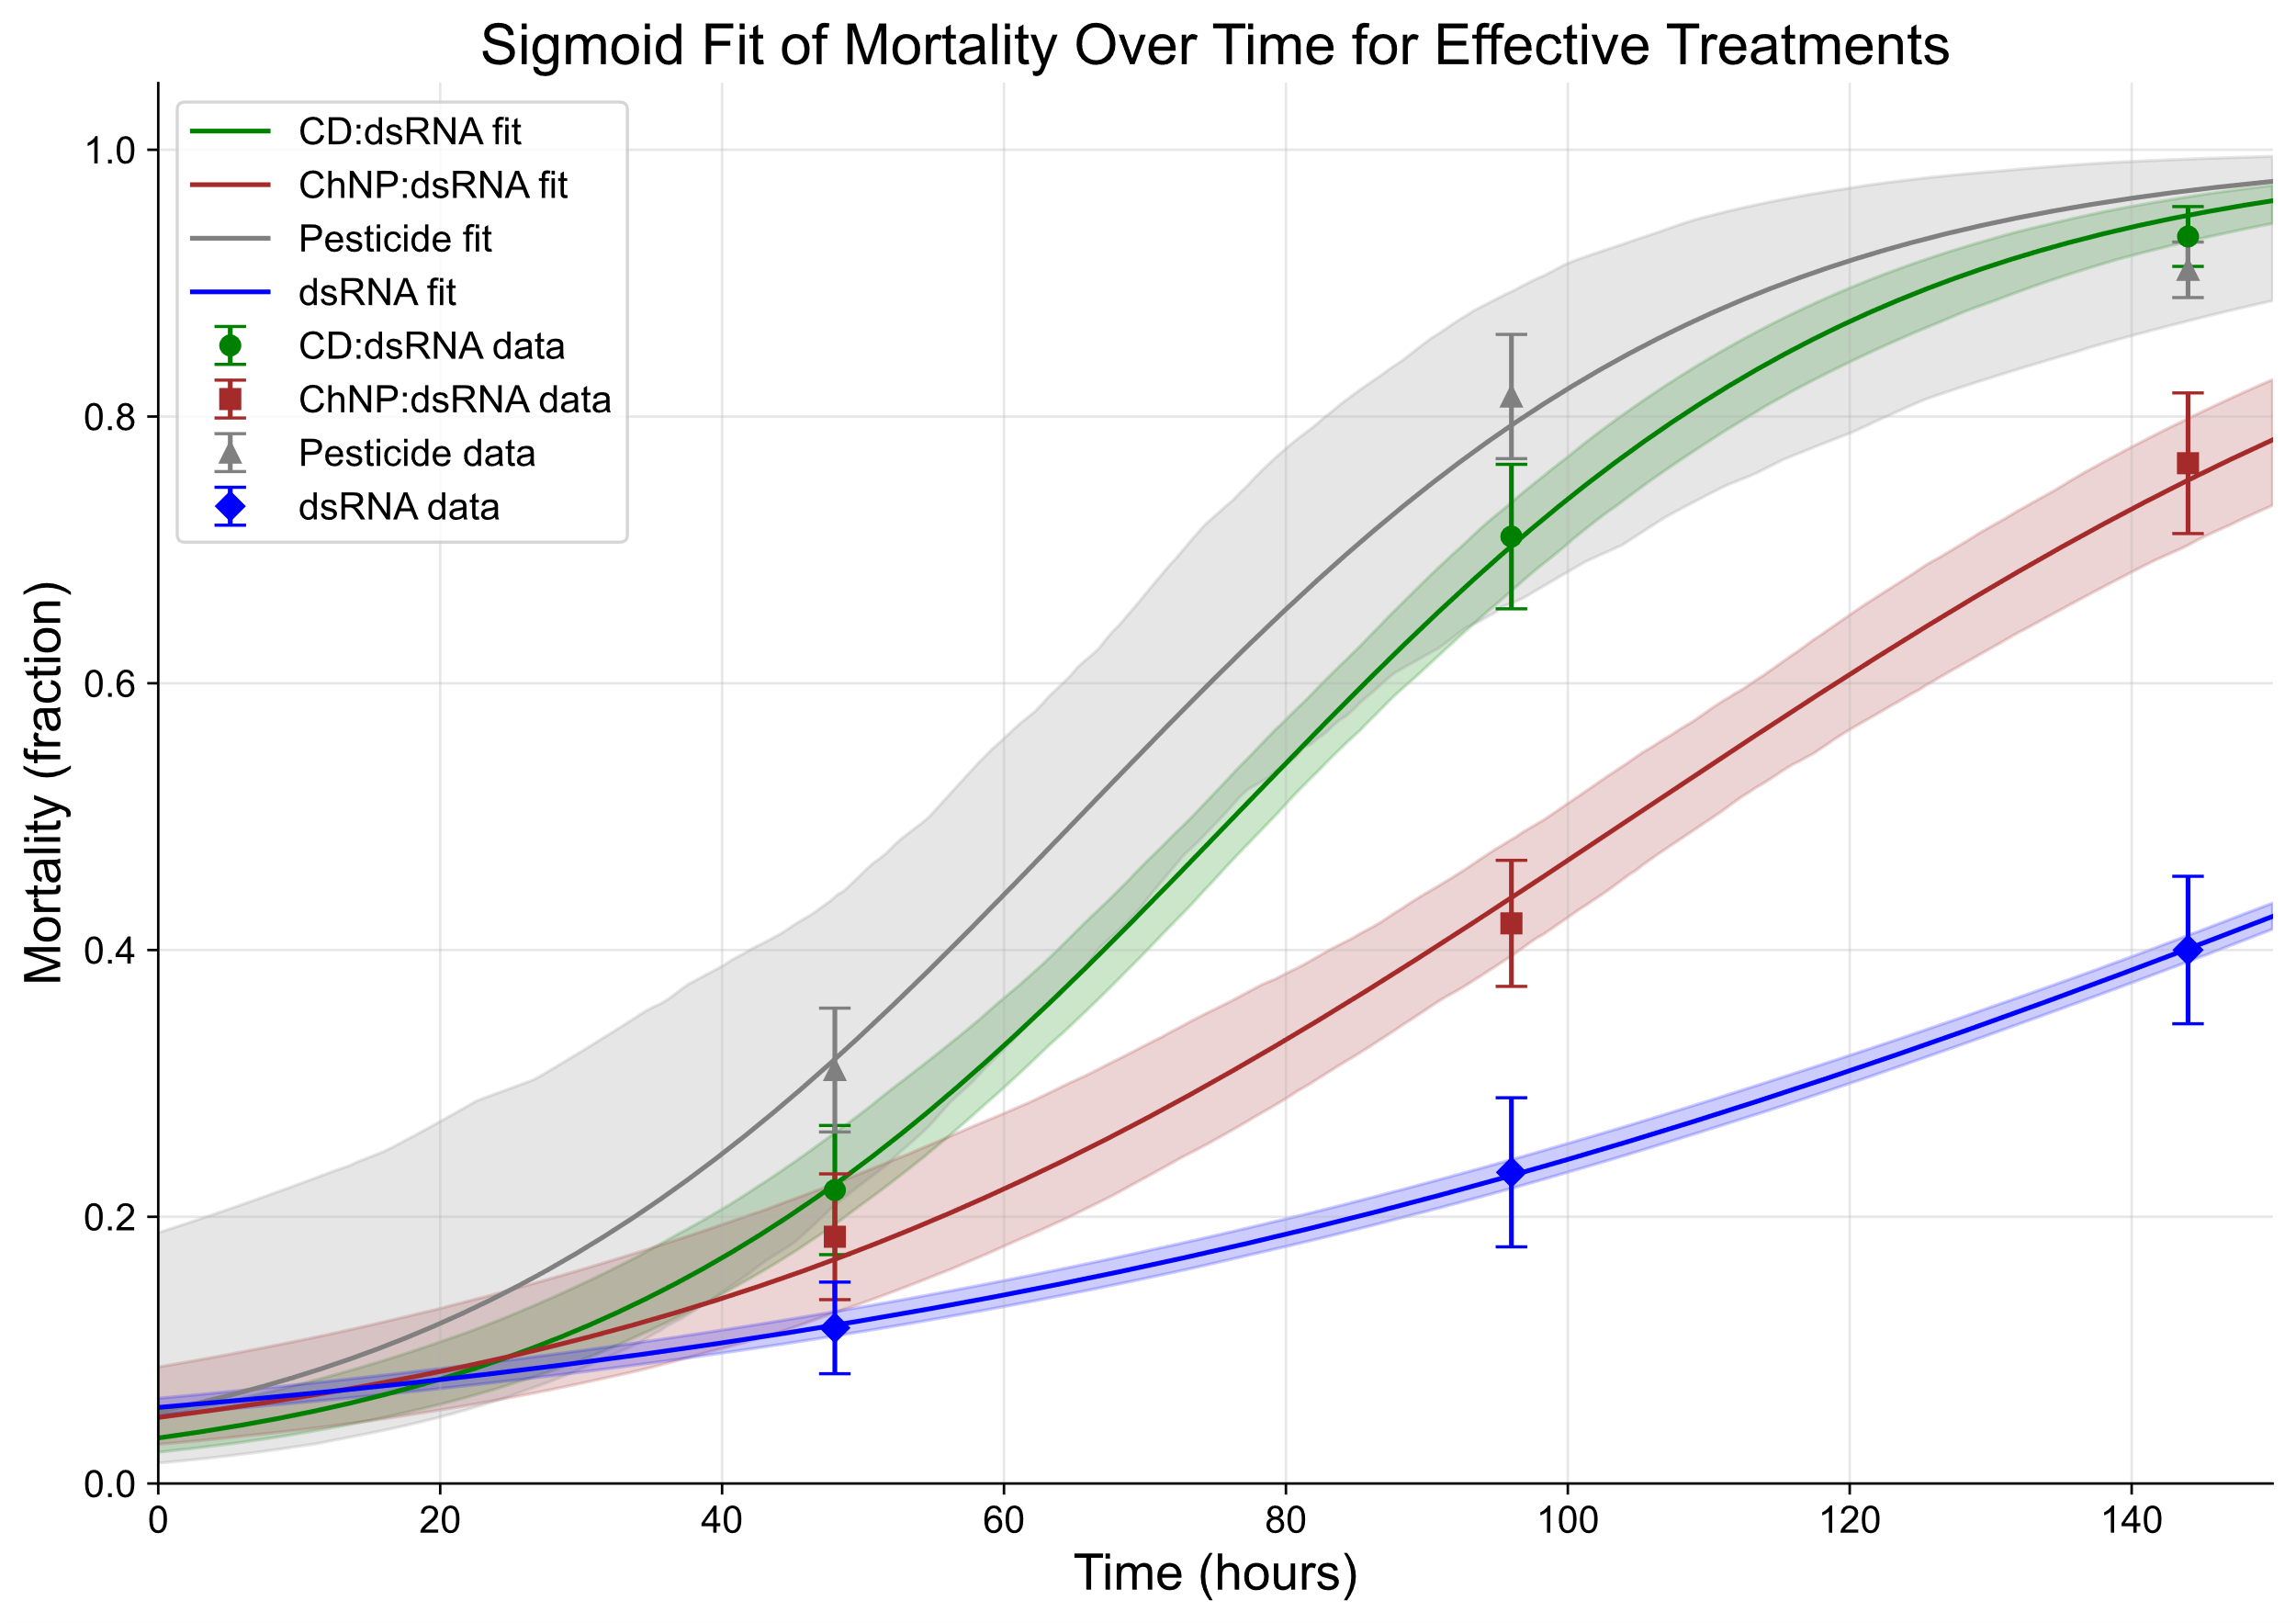 Sigmoid Fit of Mortality Over Time for Effective Treatments
CD:dsRNA fit
ChNP:dsRNA fit
Pesticide fit
dsRNA fit
CD:dsRNA data
ChNP:dsRNA data
Pesticide data
dsRNA data
Mortality (fraction)
1.0
0.8
0.6
0.4
0.2
0.0
0 20 40 60 80 100 120 140
Time (hours)